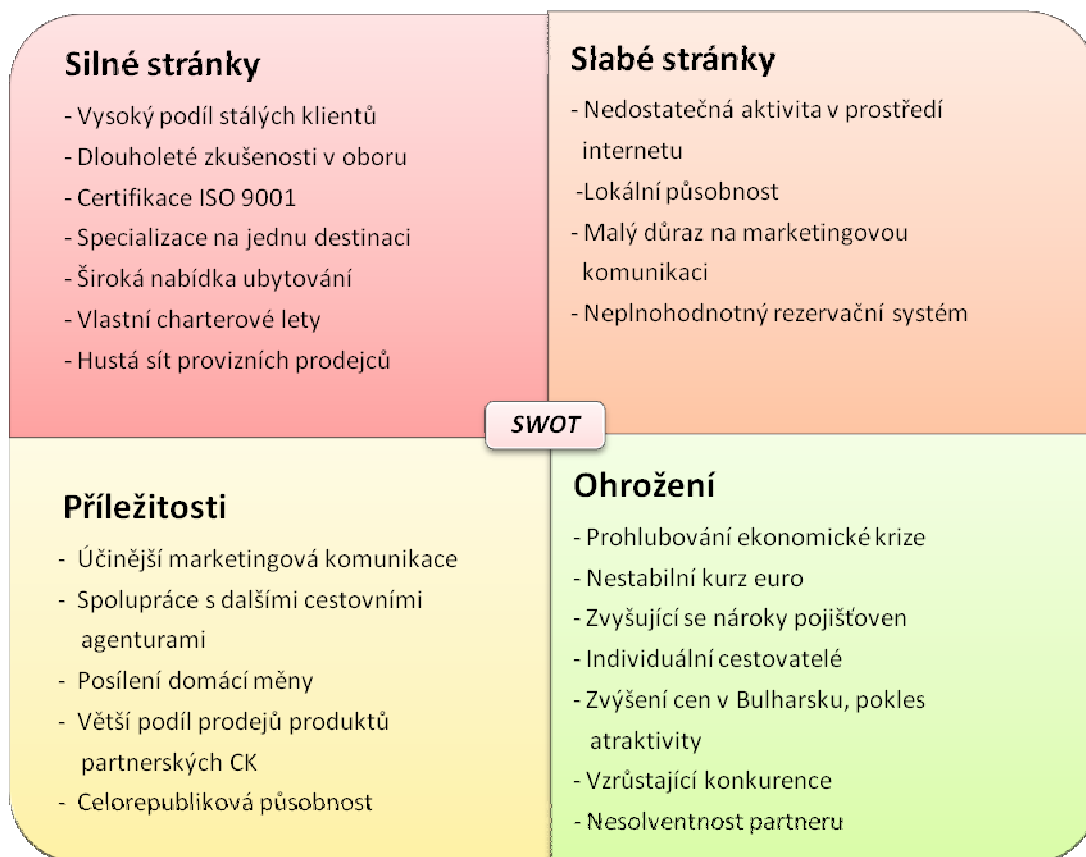 Silné stránky
- Vysoký podíl stálých klientů
- Dlouholeté zkušenosti v oboru
- Certifikace ISO 9001
- Specializace na jednu destinaci
- Široká nabídka ubytování
- Vlastní charterové lety
- Hustá sít provizních prodejců
Slabé stránky
- Nedostatečná aktivita v prostředí
internetu
-Lokální působnost
- Malý důraz na marketingovou
komunikaci
- Neplnohodnotný rezervační systém
SWOT
Příležitosti
- Účinější marketingová komunikace
- Spolupráce s dalšími cestovními
agenturami
- Posílení domácí měny
- Větší podíl prodejů produktů
partnerských CK
- Celorepubliková působnost
Ohrožení
- Prohlubování ekonomické krize
- Nestabilní kurz euro
- Zvyšující se nároky pojišťoven
- Individuální cestovatelé
- Zvýšení cen v Bulharsku, pokles
atraktivity
- Vzrůstající konkurence
- Nesolventnost partneru